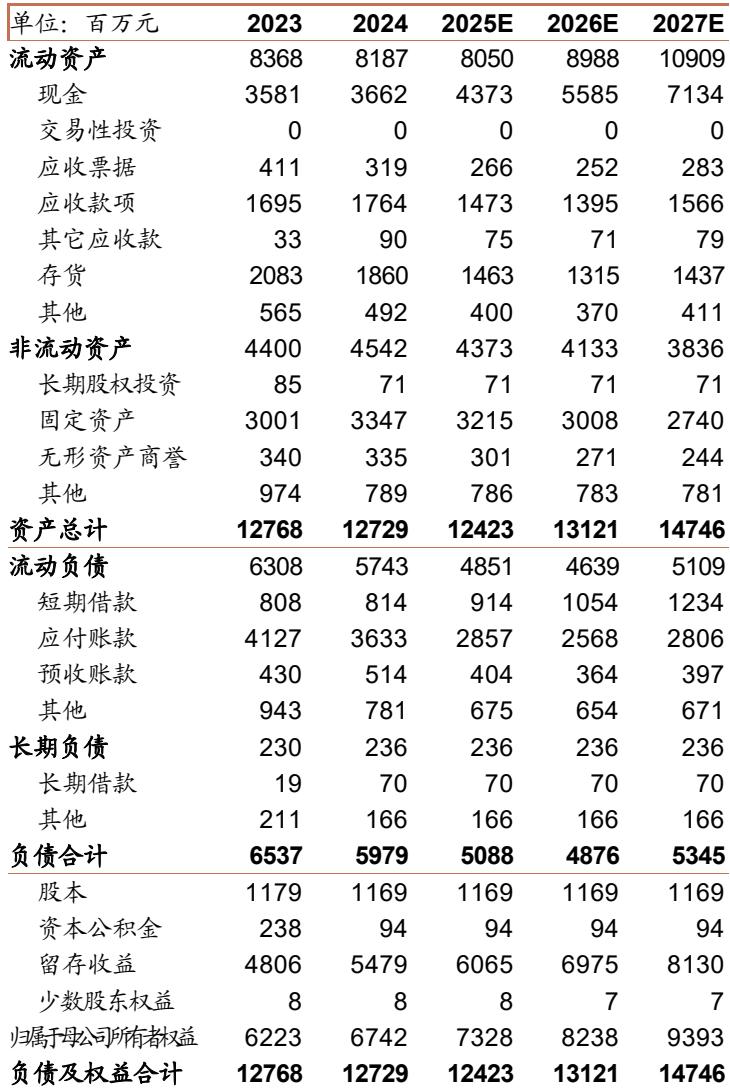 单位：百万元 2023 2024 2025E 2026E 2027E
流动资产 8368 8187 8050 8988 10909
现金 3581 3662 4373 5585 7134
交易性投资 0 0 0 0 0
应收票据 411 319 266 252 283
应收款项 1695 1764 1473 1395 1566
其它应收款 33 90 75 71 79
存货 2083 1860 1463 1315 1437
其他 565 492 400 370 411
非流动资产 4400 4542 4373 4133 3836
长期股权投资 85 71 71 71 71
固定资产 3001 3347 3215 3008 2740
无形资产商誉 340 335 301 271 244
其他 974 789 786 783 781
资产总计 12768 12729 12423 13121 14746
流动负债 6308 5743 4851 4639 5109
短期借款 808 814 914 1054 1234
应付账款 4127 3633 2857 2568 2806
预收账款 430 514 404 364 397
其他 943 781 675 654 671
长期负债 230 236 236 236 236
长期借款 19 70 70 70 70
其他 211 166 166 166 166
负债合计 6537 5979 5088 4876 5345
股本 1179 1169 1169 1169 1169
资本公积金 238 94 94 94 94
留存收益 4806 5479 6065 6975 8130
少数股东权益 8 8 8 7 7
归属于母公司所有者权益 6223 6742 7328 8238 9393
负债及权益合计 12768 12729 12423 13121 14746